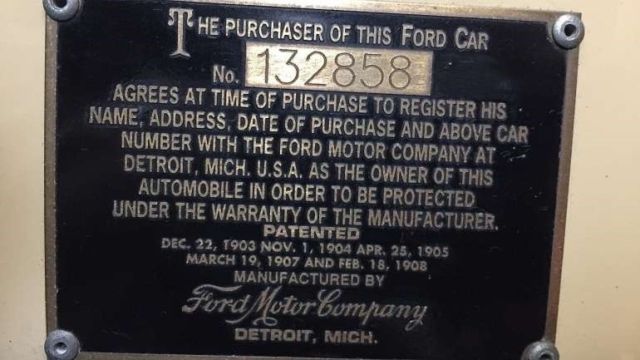 THE PURCHASER OF THIS FORD CAR
No. 132858
AGREES AT TIME OF PURCHASE TO REGISTER HIS
NAME, ADDRESS, DATE OF PURCHASE AND ABOVE CAR
NUMBER WITH THE FORD MOTOR COMPANY AT
DETROIT, MICH. U.S.A. AS THE OWNER OF THIS
AUTOMOBILE IN ORDER TO BE PROTECTED
UNDER THE WARRANTY OF THE MANUFACTURER.
PATENTED
DEC. 22, 1903 NOV. 1, 1904 APR. 25, 1905
MARCH 19, 1907 AND FEB. 18, 1908
MANUFACTURED BY
Ford Motor Company
DETROIT, MICH.